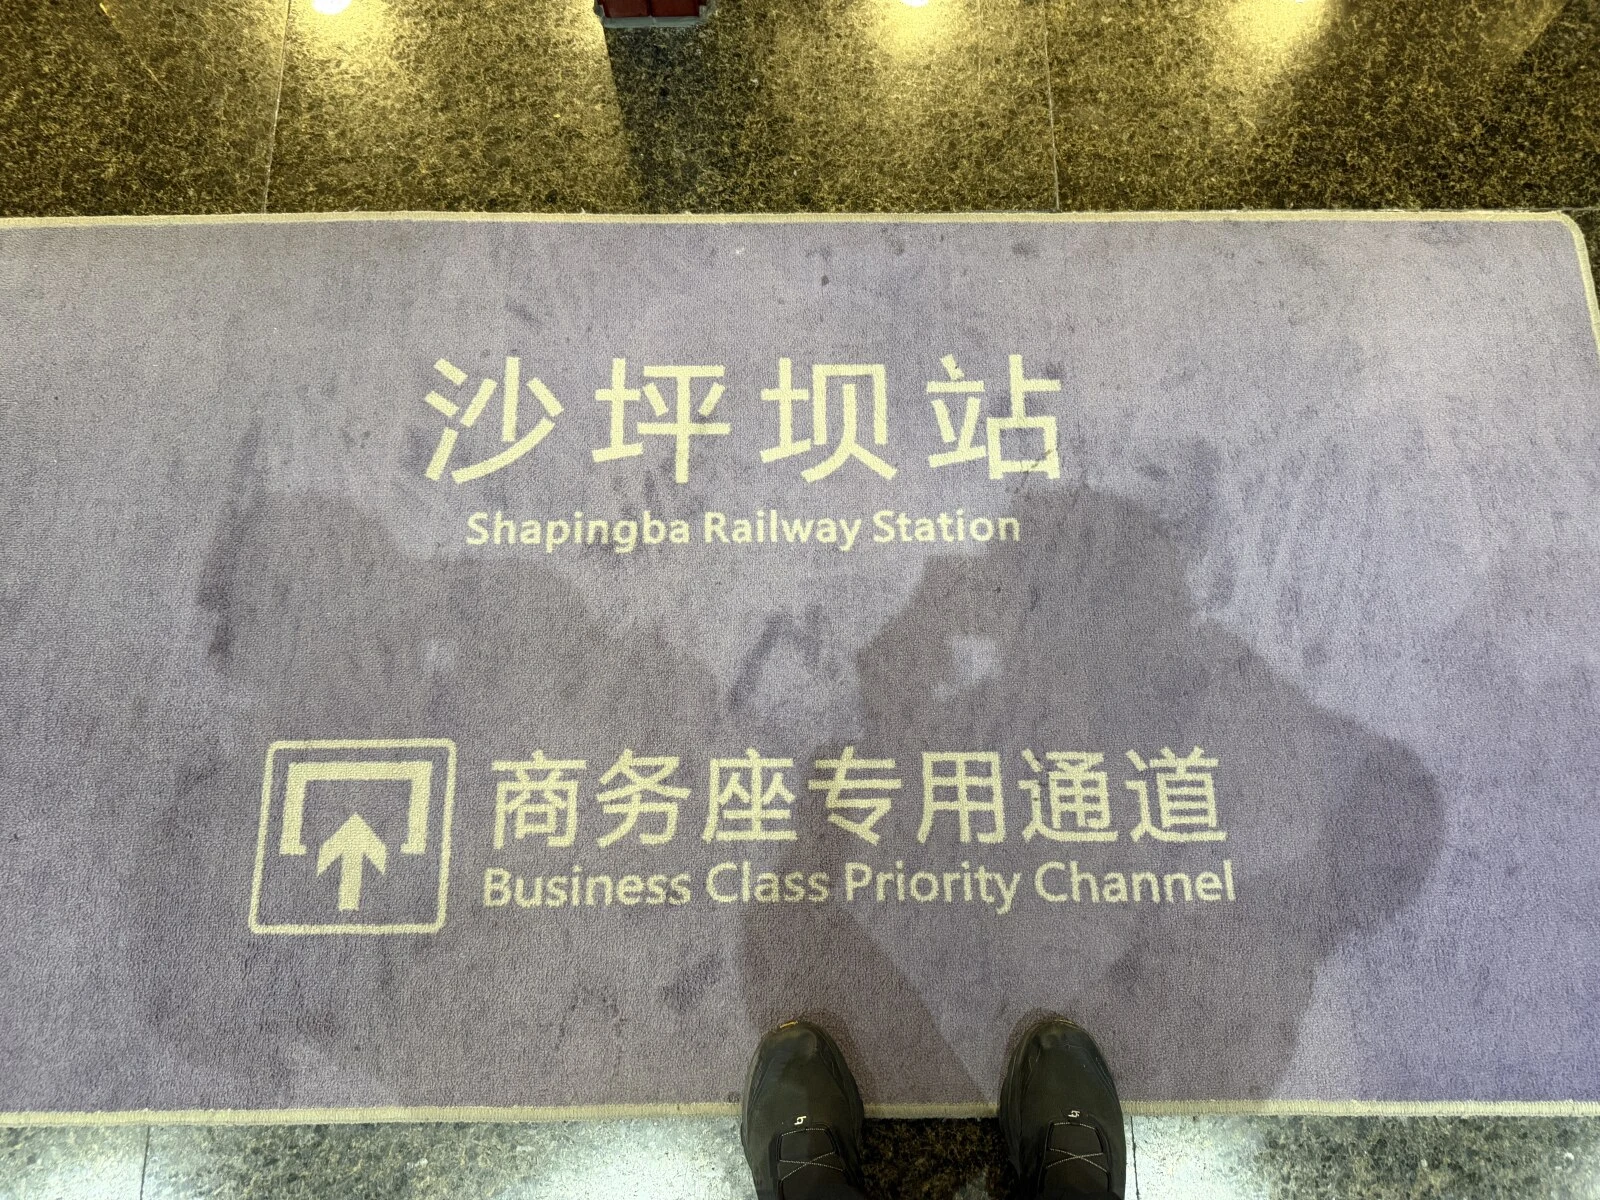 沙坪坝站
Shapingba Railway Station
商务座专用通道
Business Class Priority Channel